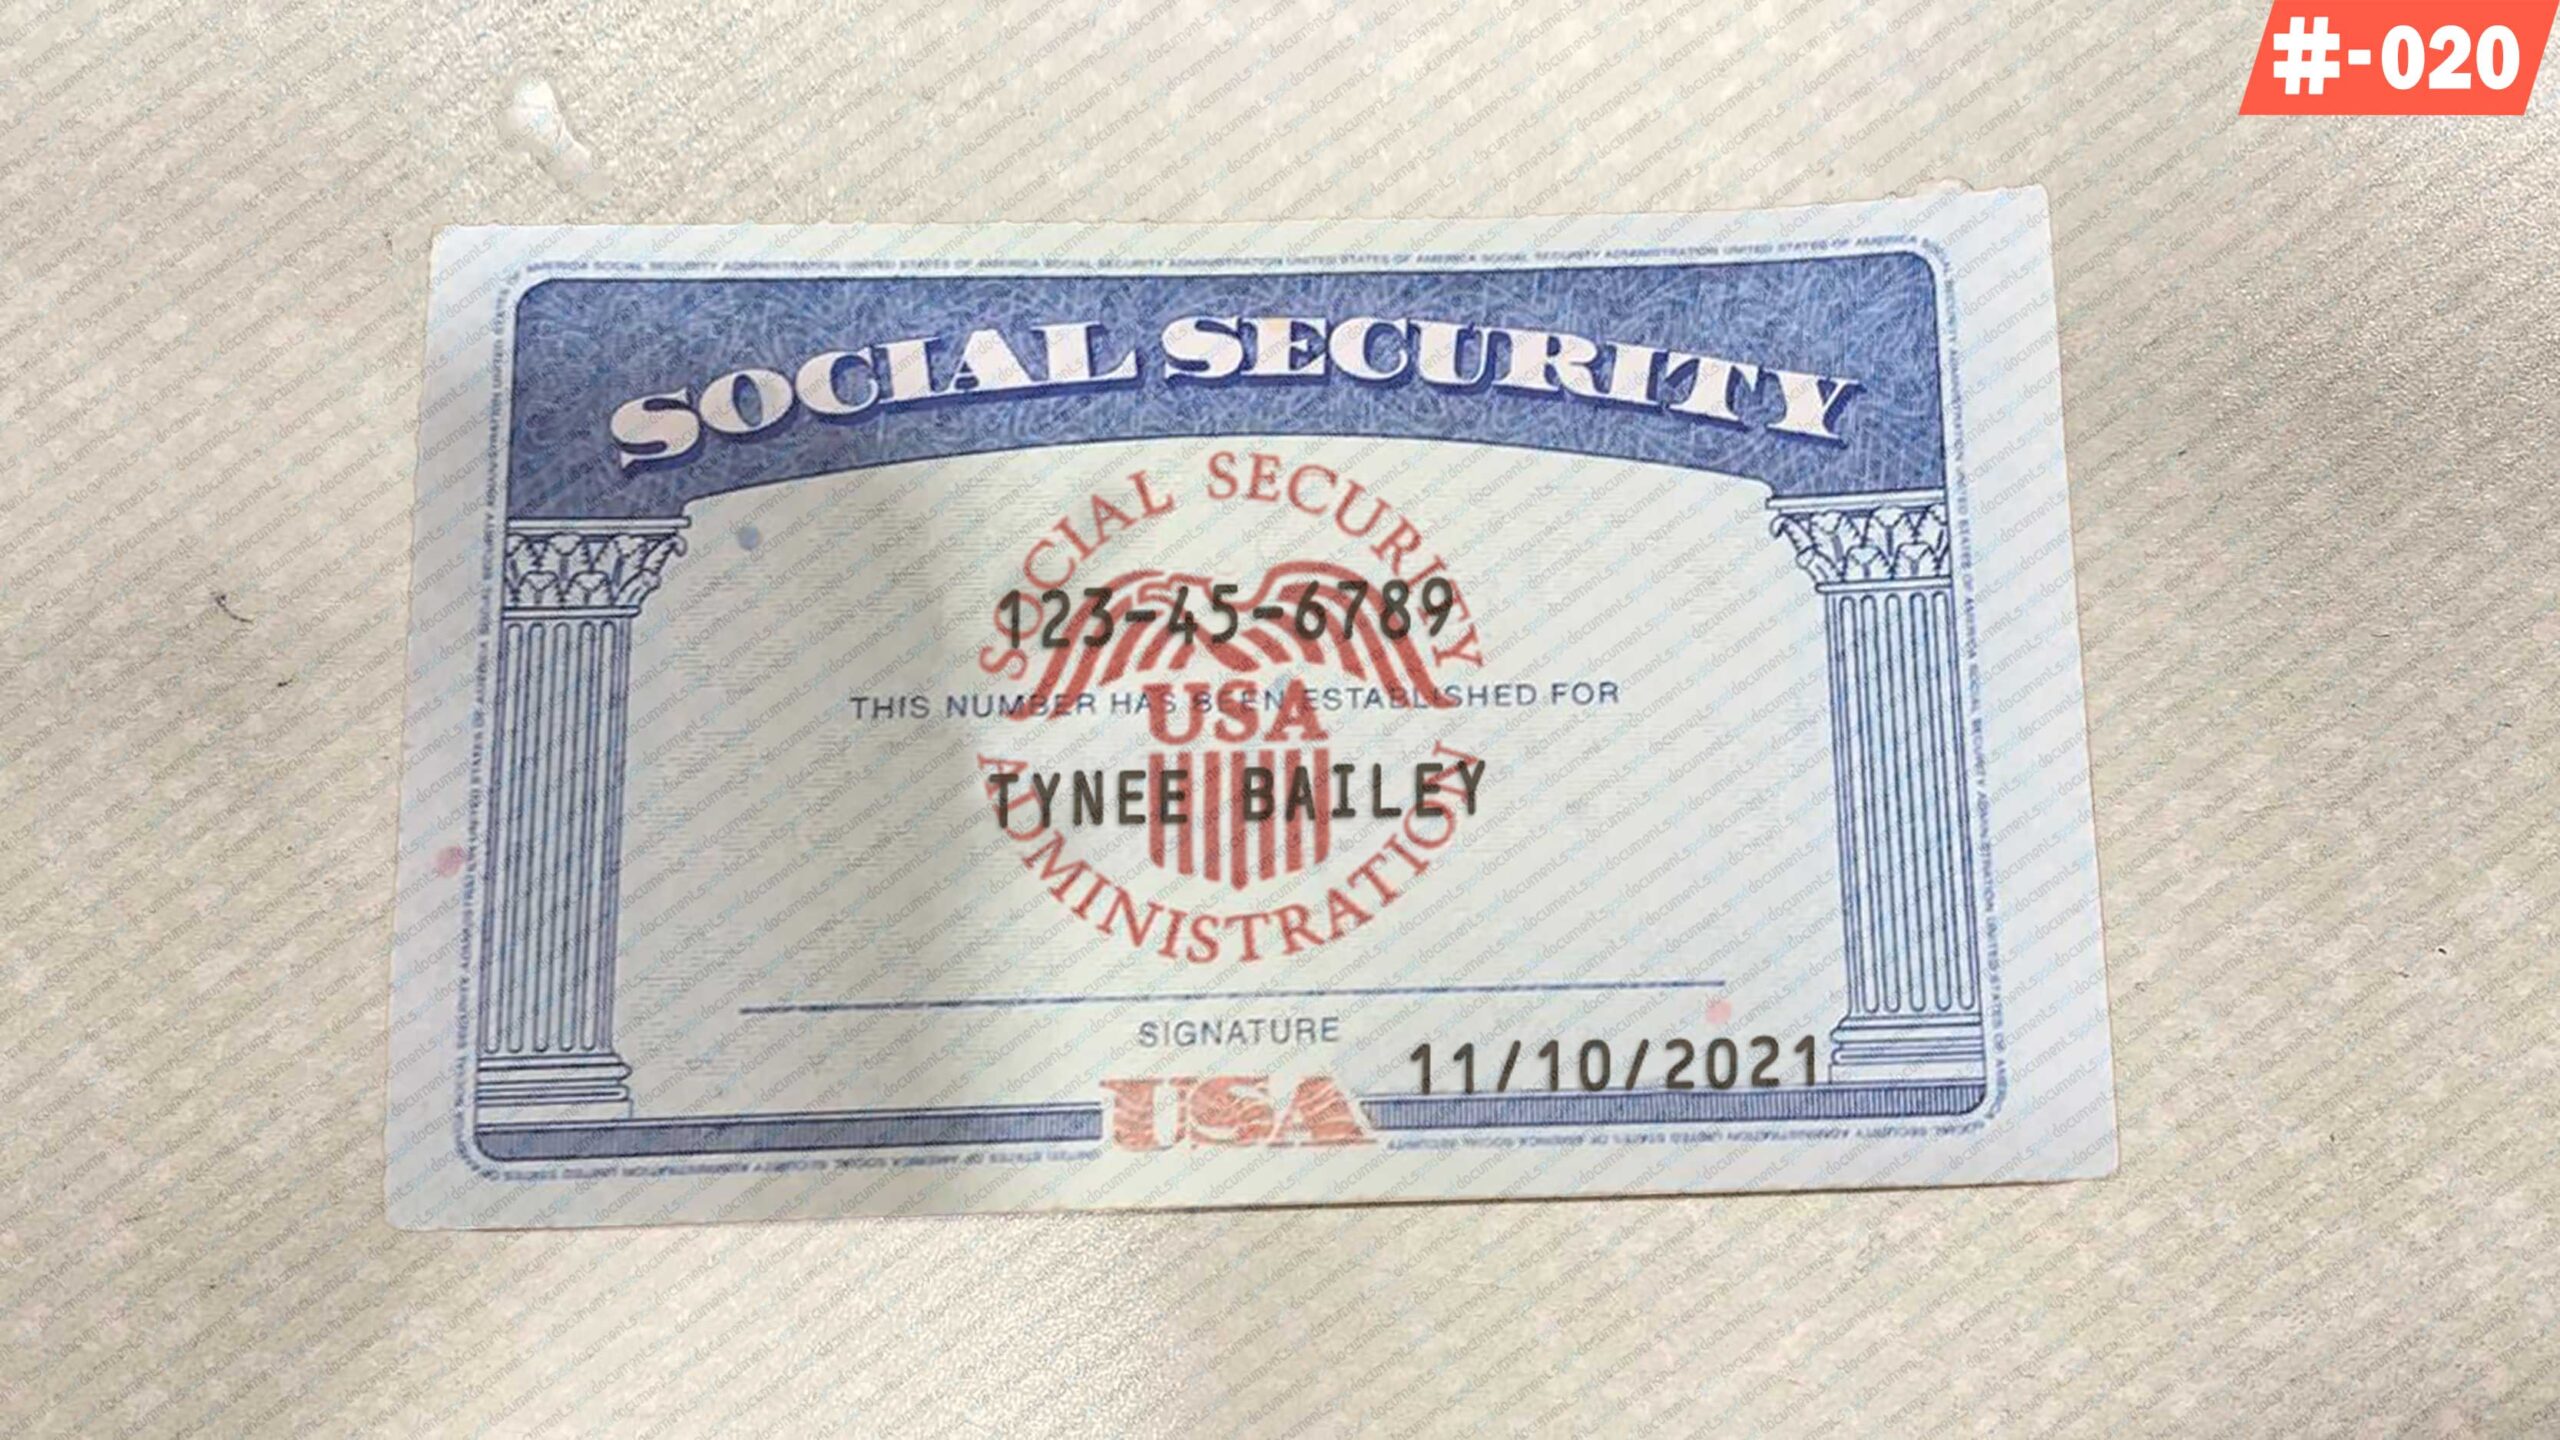 #-020
SOCIAL SECURITY
SOCIAL SECURITY
123-45-6789
USA
THIS NUMBER HAS BEEN ESTABLISHED FOR
TYNEE BAILEY
ADMINISTRATION
SIGNATURE
11/10/2021
USA